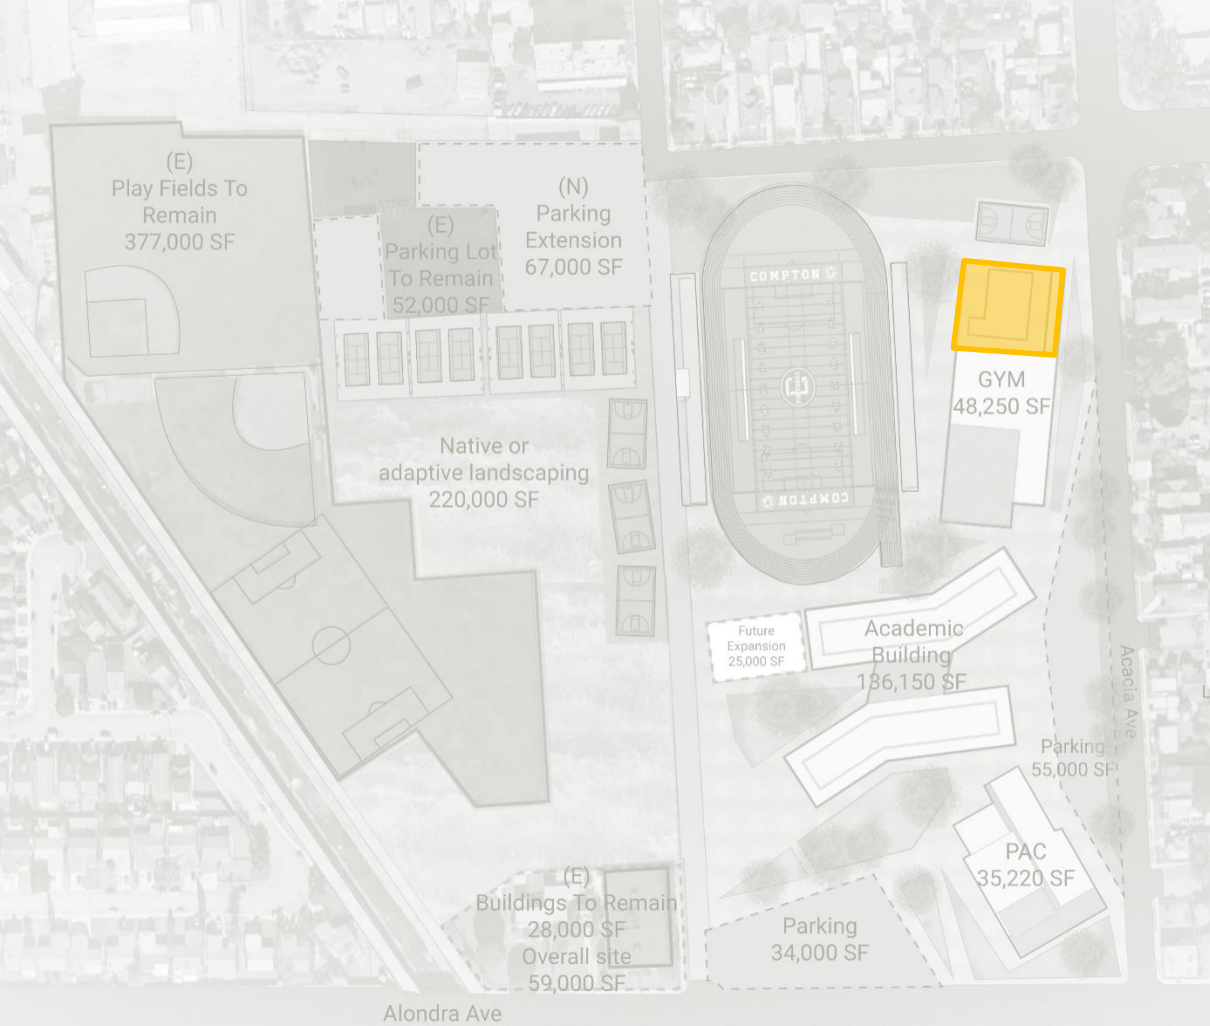 (E)
Play Fields To
Remain
377,000 SF
(N)
Parking
Extension
67,000 SF
(E)
Parking Lot
To Remain
52,000 SF
COMPTON
GYM
48,250 SF
Native or
adaptive landscaping
220,000 SF
COMPTON
Future
Expansion
25,000 SF
Academic
Building
136,150 SF
Acacia Ave
Parking
55,000 SF
PAC
35,220 SF
(E)
Buildings To Remain
28,000 SF
Overall site
59,000 SF
Parking
34,000 SF
Alondra Ave